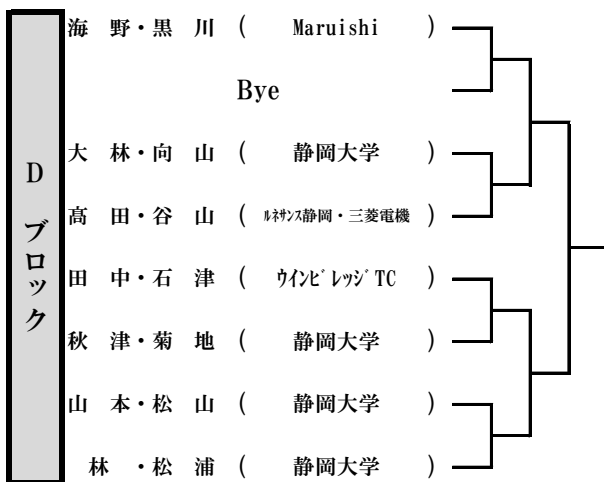 D ブロック
海 野・黒 川 ( Maruishi )
Bye
大 林・向 山 ( 静岡大学 )
高 田・谷 山 ( ﾙﾈｻﾝｽ静岡・三菱電機 )
田 中・石 津 ( ｳｲﾝﾋﾞﾚｯｼﾞTC )
秋 津・菊 地 ( 静岡大学 )
山 本・松 山 ( 静岡大学 )
林 ・松 浦 ( 静岡大学 )